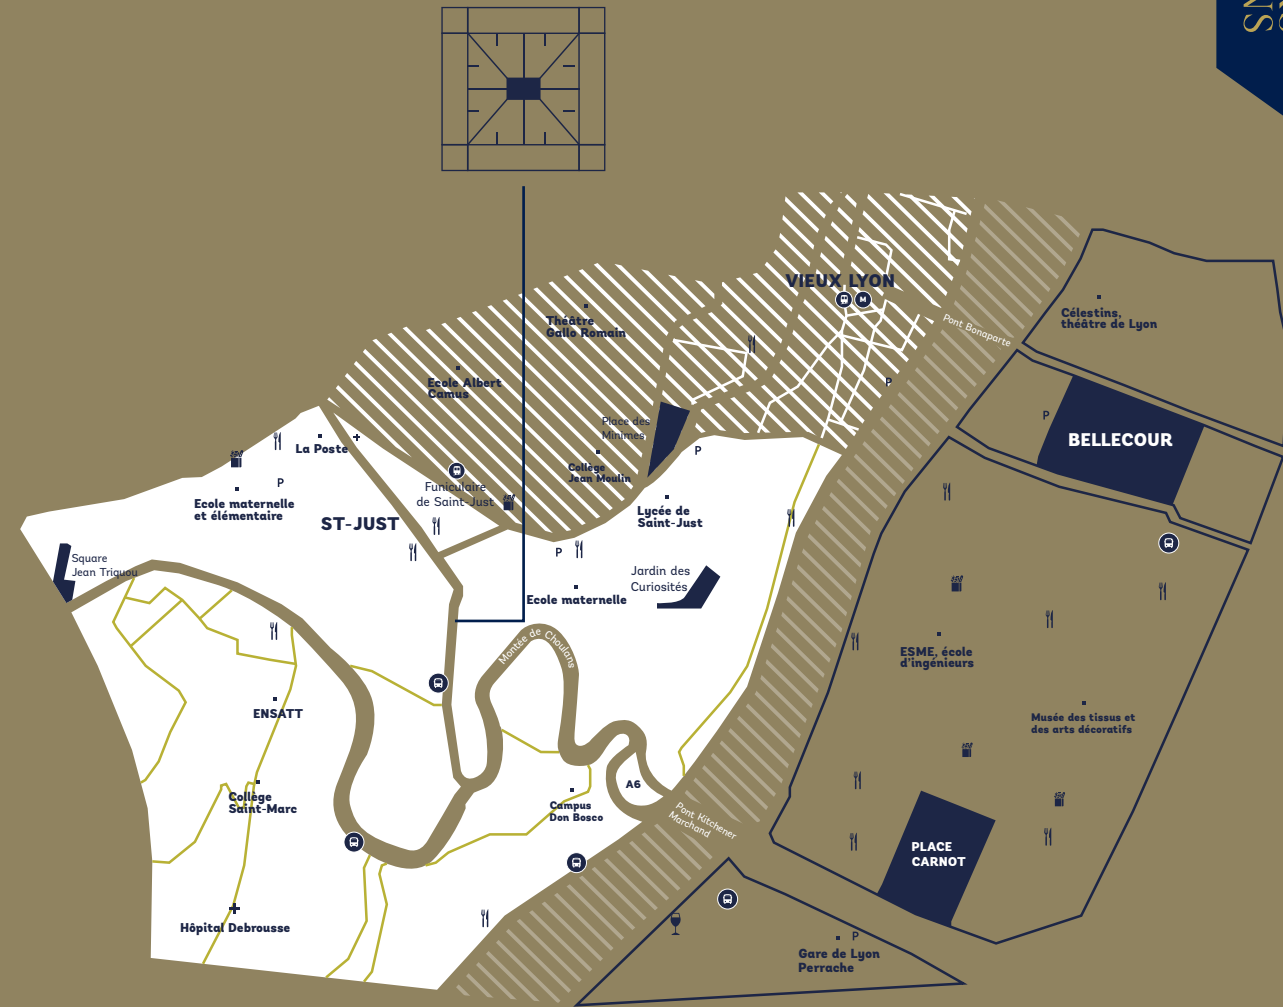 NS
VIEUX LYON
M
Célestins,
théâtre de Lyon
Pont Bonaparte
Théâtre
Gallo Romain
Ecole Albert
Camus
P
P
BELLECOUR
Place des
Minimes
La Poste
P
Collège
Jean Moulin
P
Funiculaire
de Saint-Just
Ecole maternelle
et élémentaire
ST-JUST
Lycée de
Saint-Just
P
Square
Jean Triquou
Jardin des
Curiosités
Ecole maternelle
Montée de Choulans
ESME, école
d'ingénieurs
ENSATT
Musée des tissus et
des arts décoratifs
A6
Collège
Saint-Marc
Campus
Don Bosco
Pont Kitchener
Marchand
PLACE
CARNOT
Hôpital Debrousse
P
Gare de Lyon
Perrache